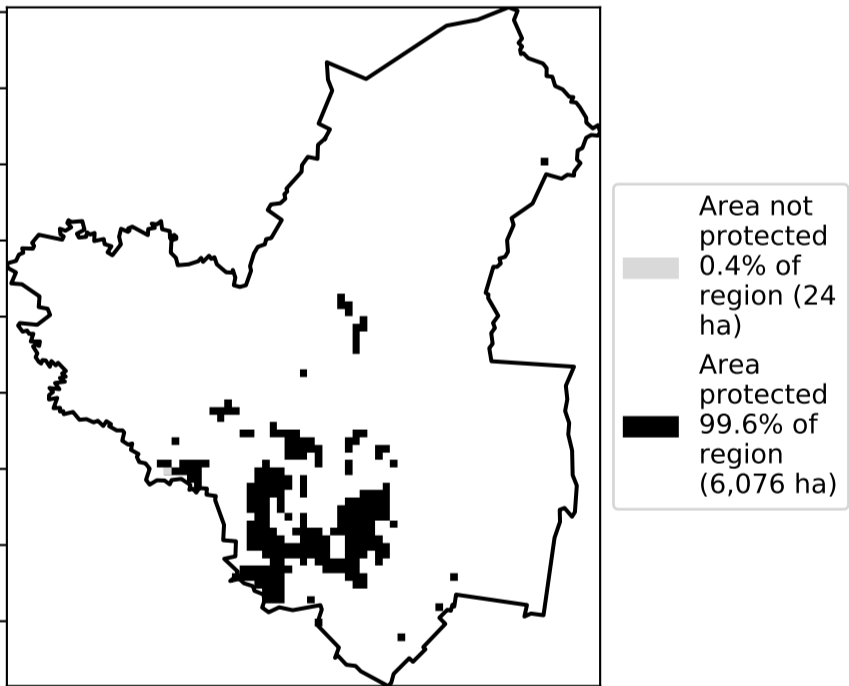 Area not
protected
0.4% of
region (24
ha)
Area
protected
99.6% of
region
(6,076 ha)